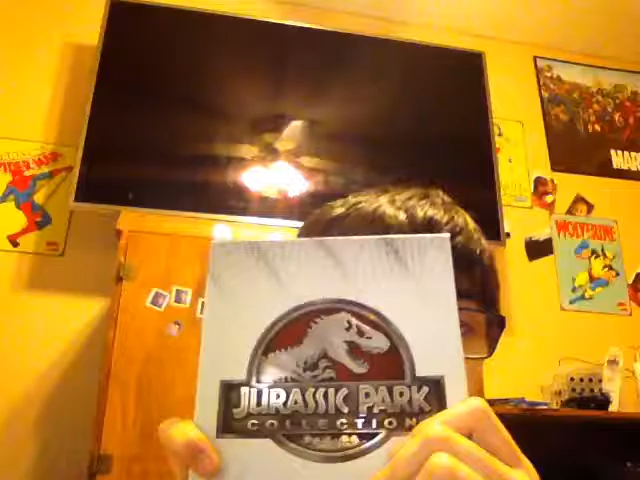 SPIDER-MAN
MAR
WOLVERINE
JURASSIC PARK
COLLECTION